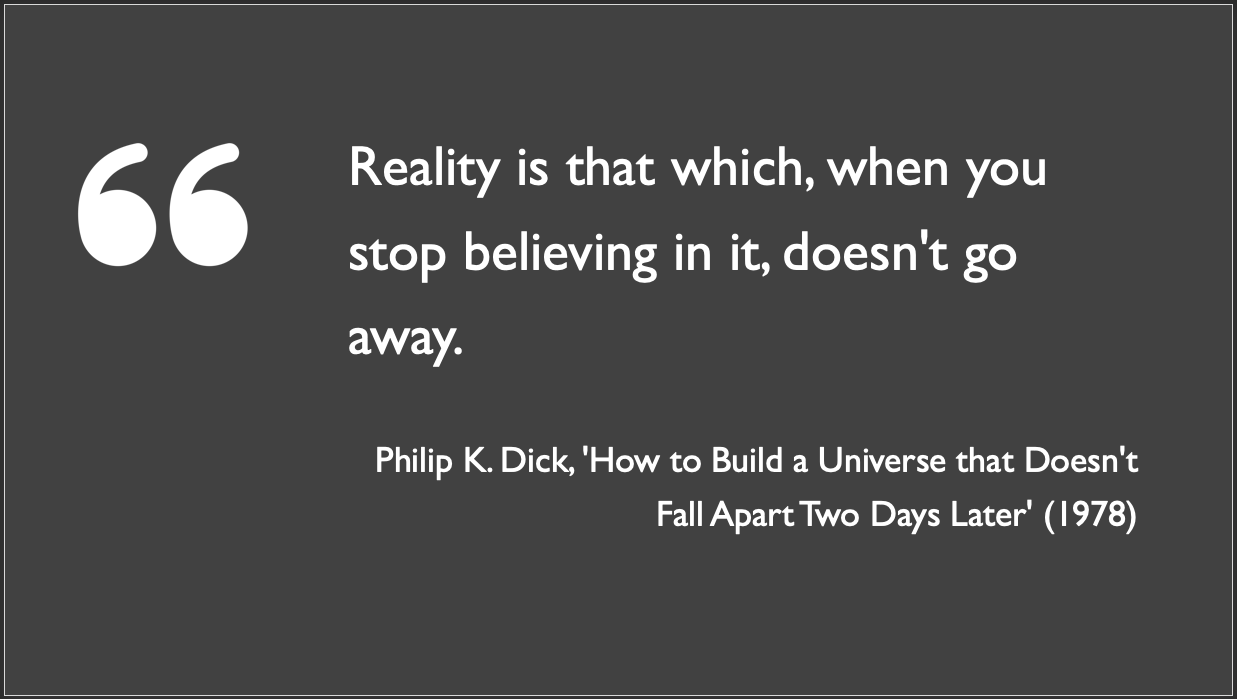 “
Reality is that which, when you
stop believing in it, doesn't go
away.
Philip K. Dick, 'How to Build a Universe that Doesn't
Fall Apart Two Days Later' (1978)